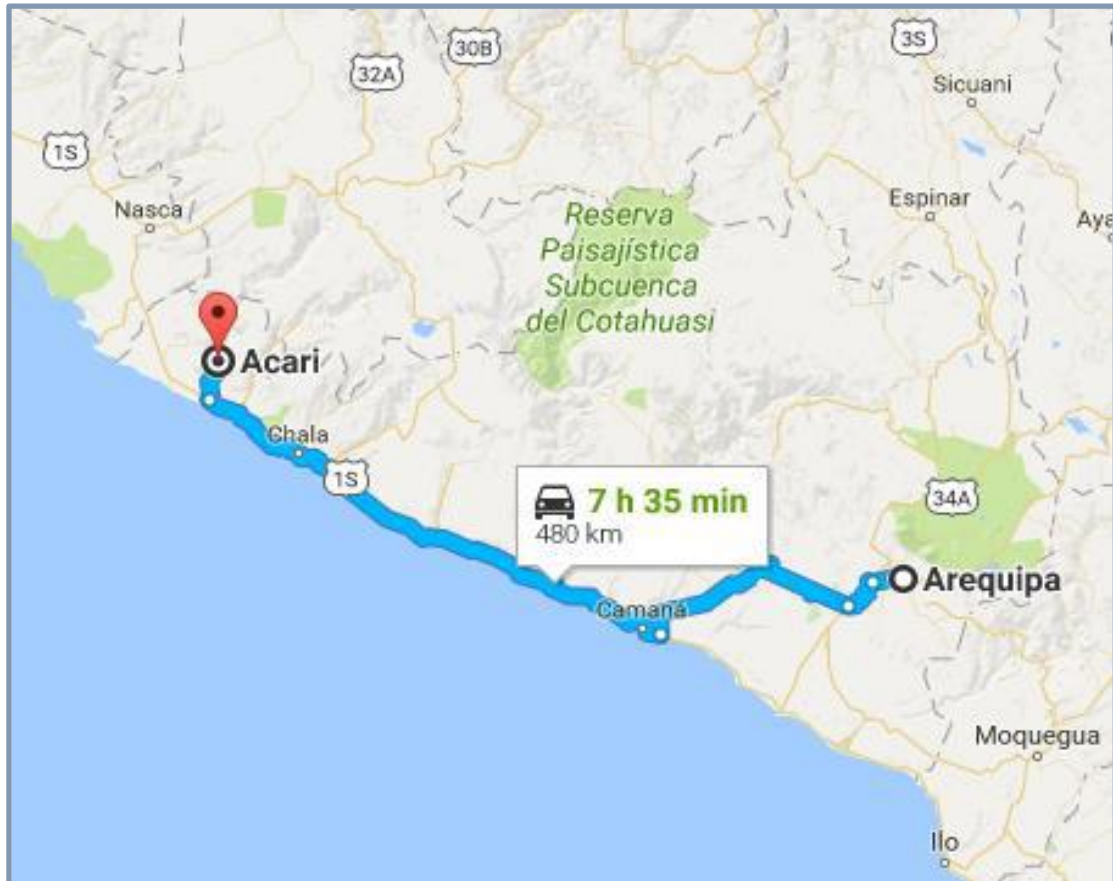 30B
3S
32A
Sicuani
1S
Nasca
Espinar
Reserva
Paisajística
Subcuenca
del Cotahuasi
Aya
Acari
Chala
1S
7 h 35 min
480 km
34A
Arequipa
Camaná
Moquegua
Ilo